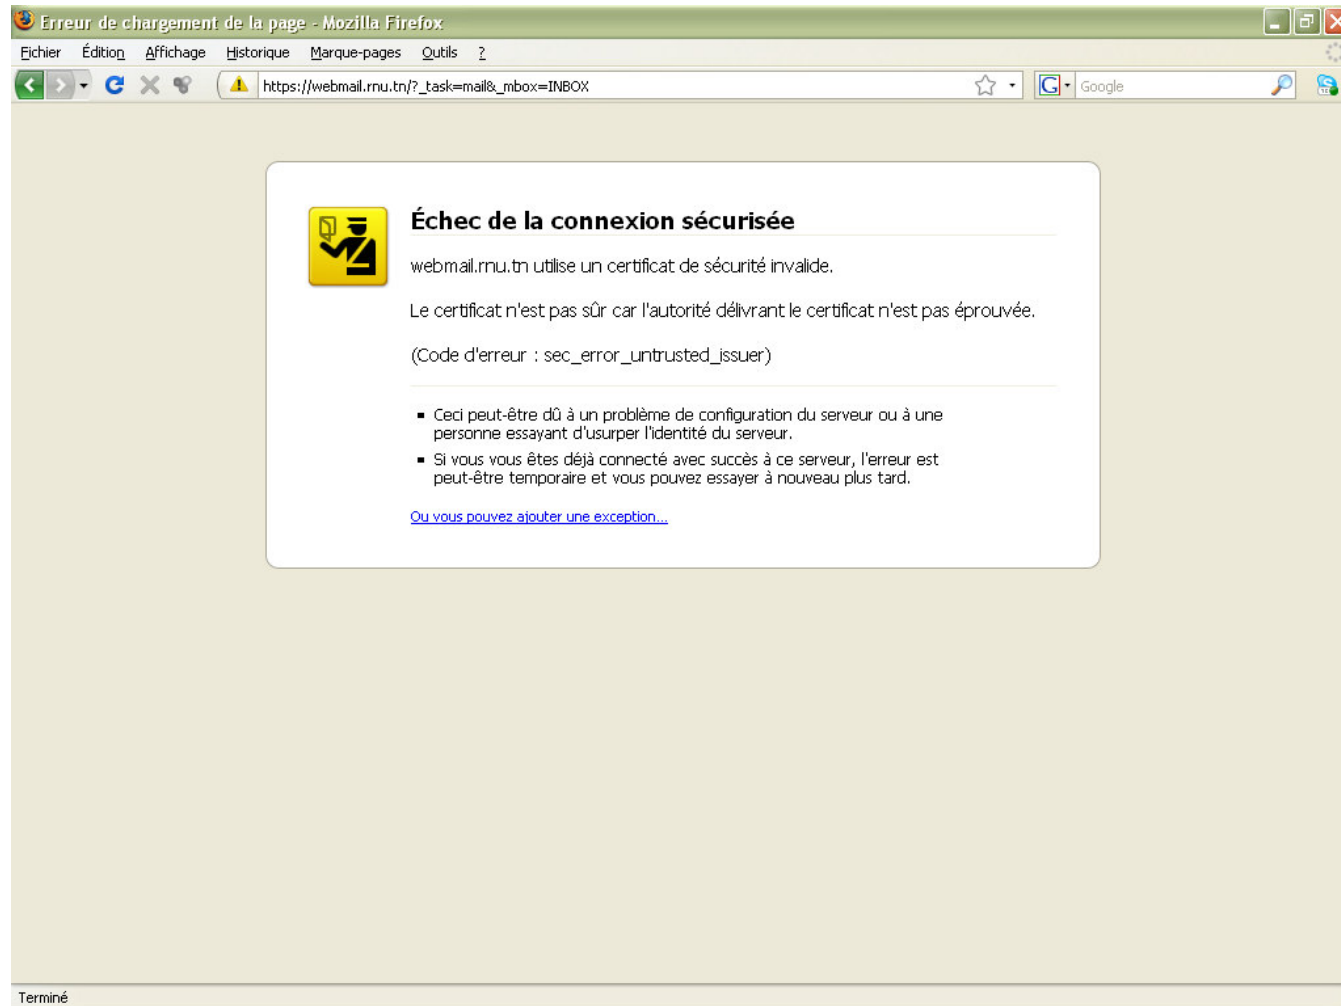 Erreur de chargement de la page - Mozilla Firefox
Fichier Édition Affichage Historique Marque-pages Outils ?
https://webmail.rnu.tn/?_task=mail&_mbox=INBOX G Google
Échec de la connexion sécurisée
webmail.rnu.tn utilise un certificat de sécurité invalide.
Le certificat n'est pas sûr car l'autorité délivrant le certificat n'est pas éprouvée.
(Code d'erreur : sec_error_untrusted_issuer)
Ceci peut-être dû à un problème de configuration du serveur ou à une
personne essayant d'usurper l'identité du serveur.
Si vous vous êtes déjà connecté avec succès à ce serveur, l'erreur est
peut-être temporaire et vous pouvez essayer à nouveau plus tard.
Ou vous pouvez ajouter une exception...
Terminé